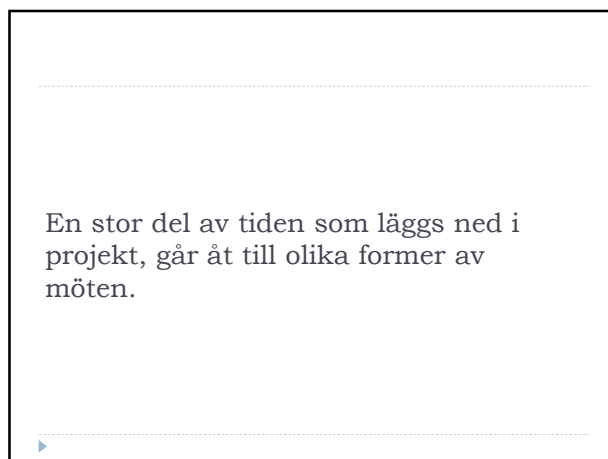 En stor del av tiden som läggs ned i
projekt, går åt till olika former av
möten.